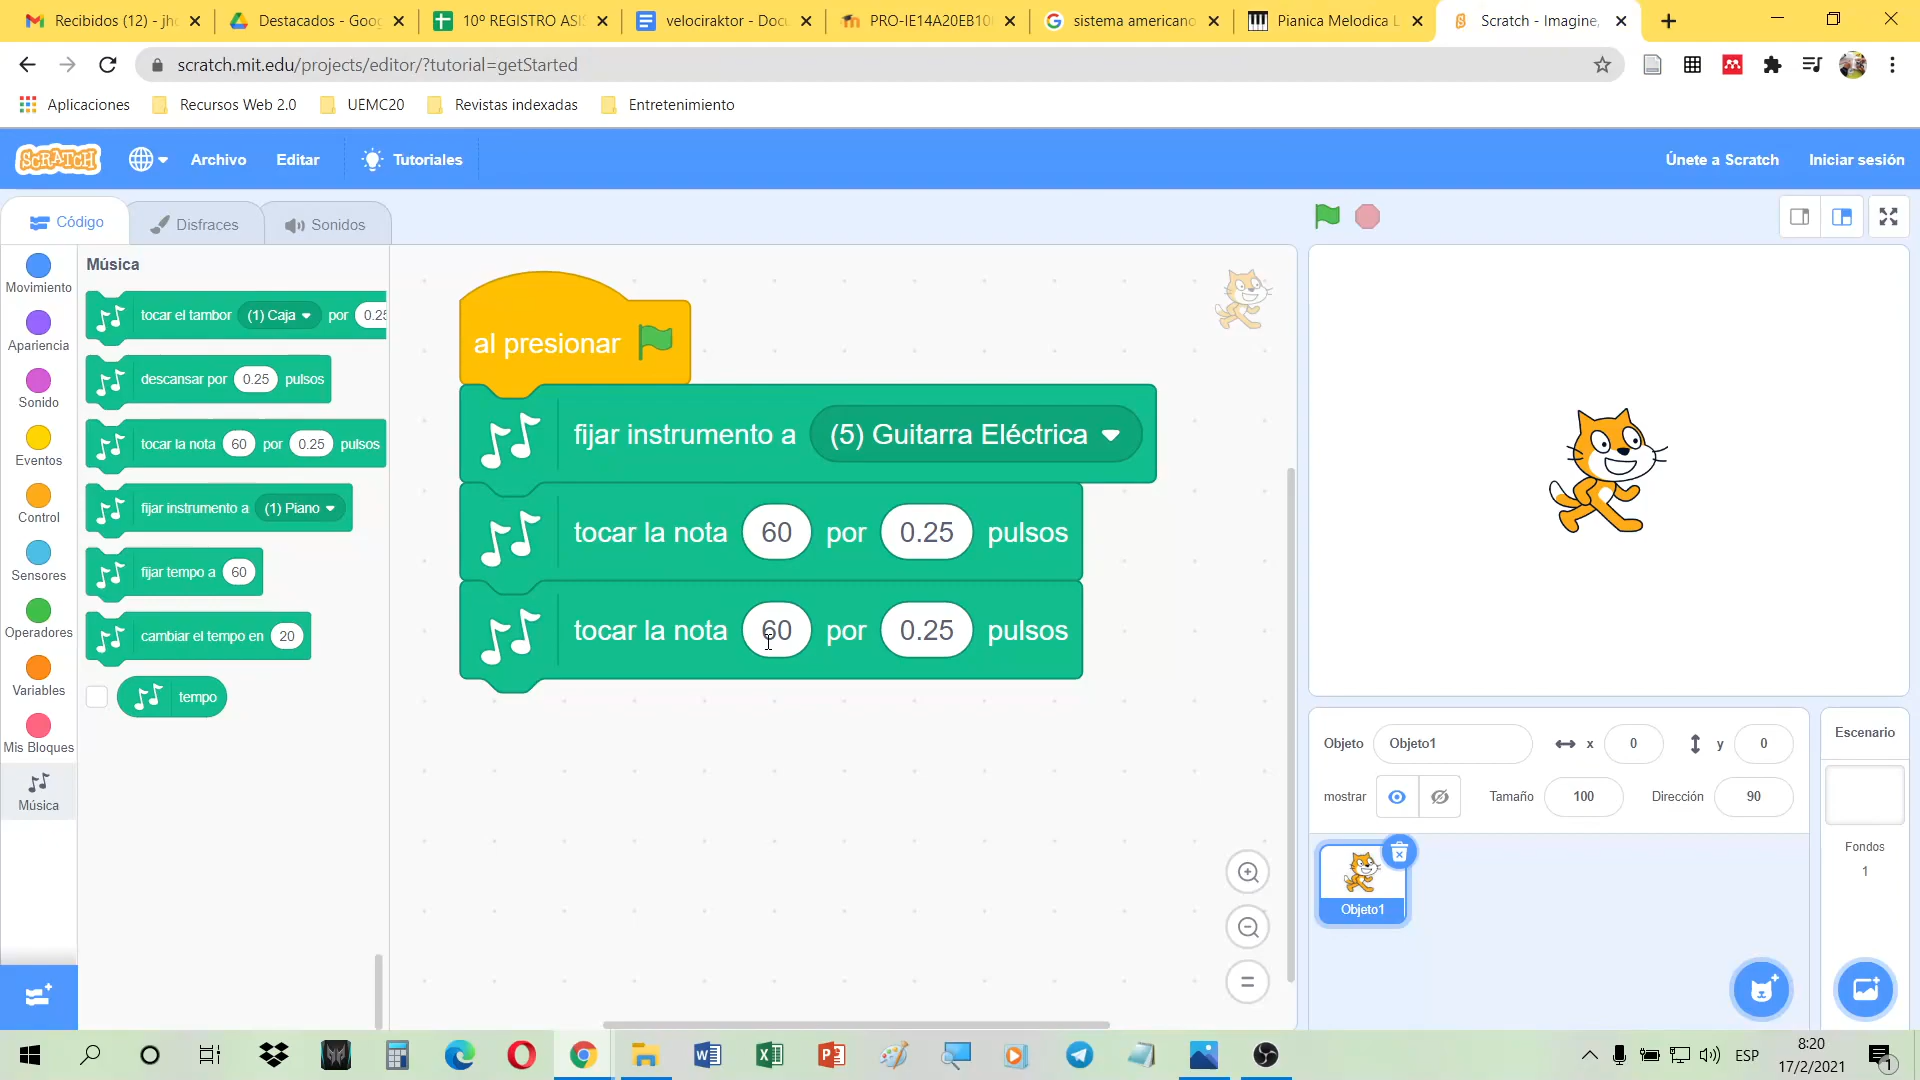 Recibidos (12) - jh
Destacados - Goo
10º REGISTRO ASI
velociraktor - Docu
PRO-IE14A20EB10
sistema americano
Pianica Melodica L
Scratch - Imagine,
scratch.mit.edu/projects/editor/?tutorial=getStarted
Aplicaciones
Recursos Web 2.0
UEMC20
Revistas indexadas
Entretenimiento
SCRATCH
Archivo
Editar
Tutoriales
Únete a Scratch
Iniciar sesión
Código
Disfraces
Sonidos
Movimiento
Apariencia
Sonido
Eventos
Control
Sensores
Operadores
Variables
Mis Bloques
Música
Música
tocar el tambor (1) Caja por 0.25
descansar por 0.25 pulsos
tocar la nota 60 por 0.25 pulsos
fijar instrumento a (1) Piano
fijar tempo a 60
cambiar el tempo en 20
tempo
al presionar
fijar instrumento a (5) Guitarra Eléctrica
tocar la nota 60 por 0.25 pulsos
tocar la nota 60 por 0.25 pulsos
Objeto Objeto1 x 0 y 0
mostrar Tamaño 100 Dirección 90
Objeto1
Escenario
Fondos
1
ESP
8:20
17/2/2021
1